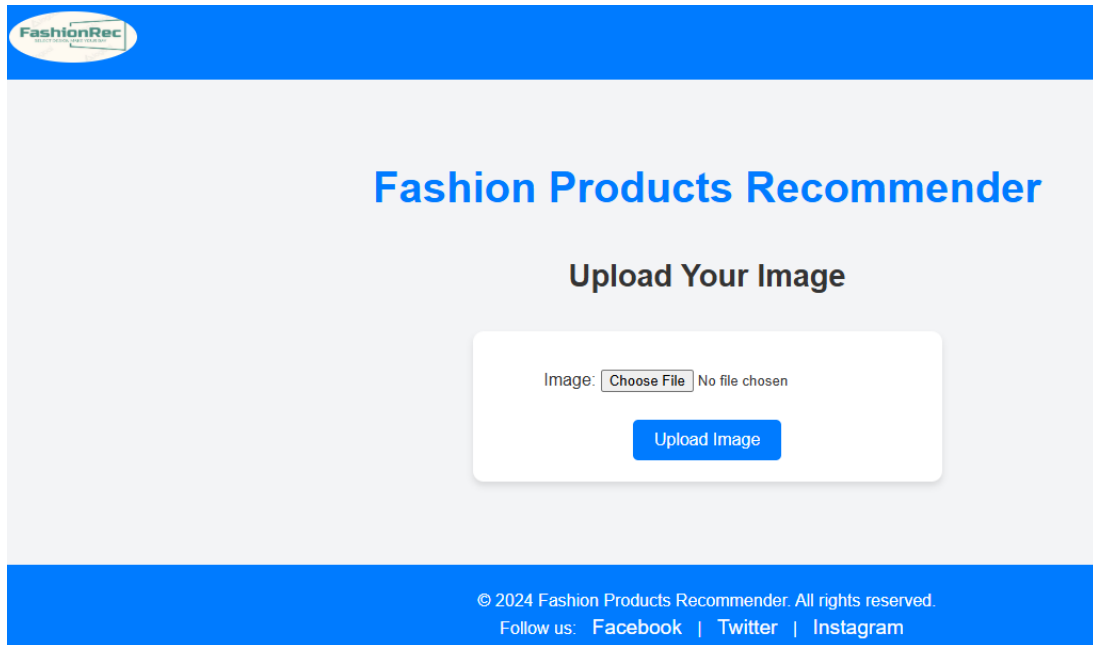 FashionRec
Fashion Products Recommender
Upload Your Image
Image: Choose File No file chosen
Upload Image
© 2024 Fashion Products Recommender. All rights reserved.
Follow us: Facebook | Twitter | Instagram